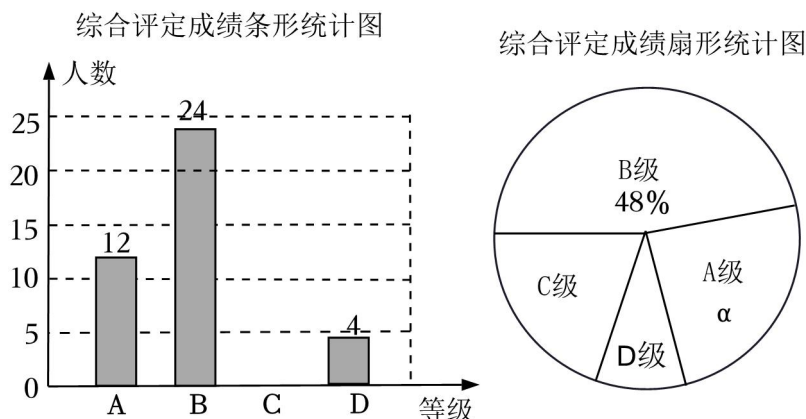 综合评定成绩条形统计图
人数
25
20
15
10
5
0
12
24
4
A B C D 等级
综合评定成绩扇形统计图
B级
48%
A级
α
C级
D级